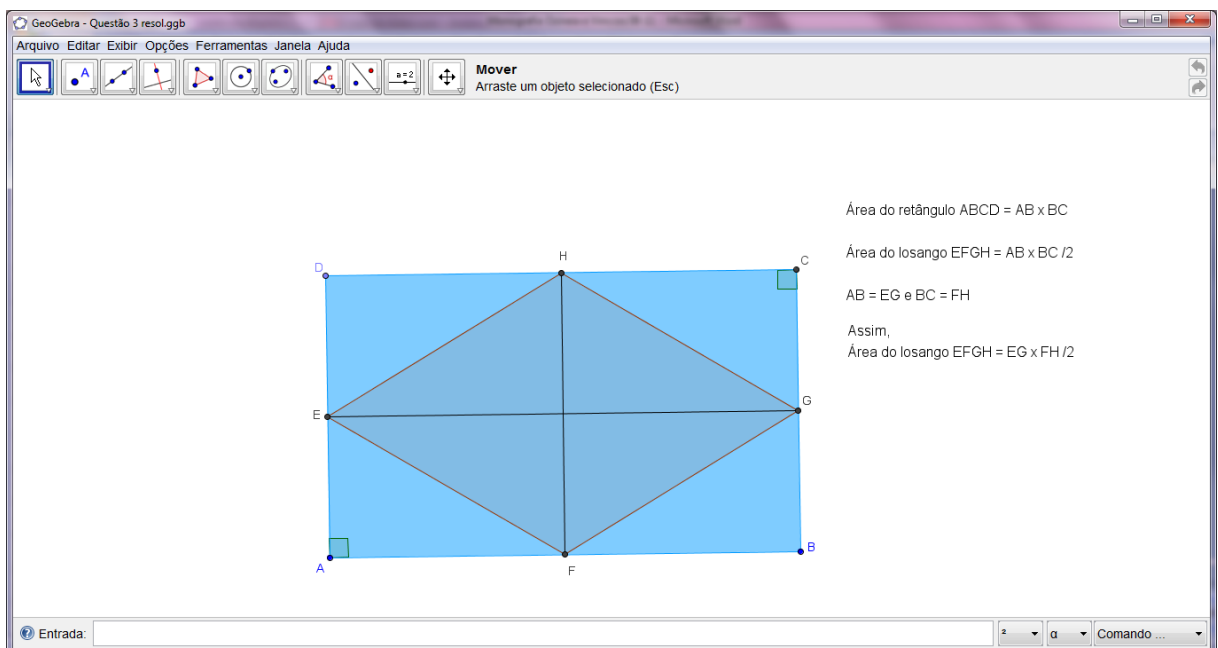 GeoGebra - Questão 3 resol.ggb
Arquivo Editar Exibir Opções Ferramentas Janela Ajuda
A
α
a=2
Mover
Arraste um objeto selecionado (Esc)
Área do retângulo ABCD = AB x BC
Área do losango EFGH = AB x BC /2
AB = EG e BC = FH
Assim,
Área do losango EFGH = EG x FH /2
D
H
C
E
G
A
F
B
Entrada:
²
α
Comando ...